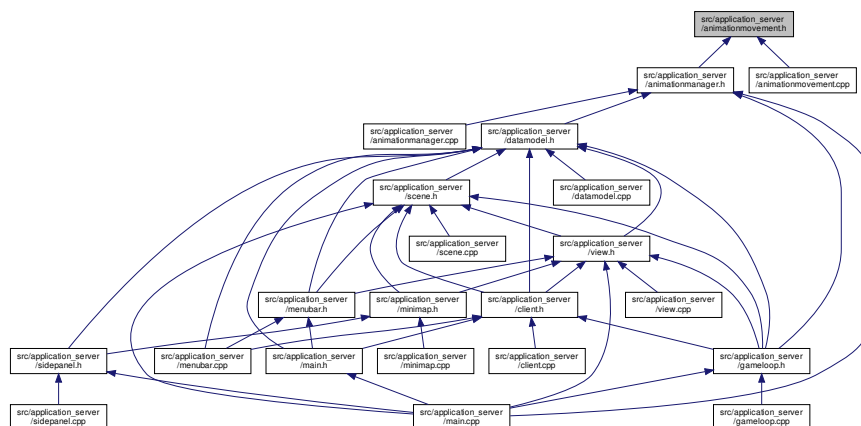 src/application_server
/animationmovement.h
src/application_server
/animationmanager.h
src/application_server
/animationmovement.cpp
src/application_server
/animationmanager.cpp
src/application_server
/datamodel.h
src/application_server
/scene.h
src/application_server
/datamodel.cpp
src/application_server
/scene.cpp
src/application_server
/view.h
src/application_server
/menubar.h
src/application_server
/minimap.h
src/application_server
/client.h
src/application_server
/view.cpp
src/application_server
/sidepanel.h
src/application_server
/menubar.cpp
src/application_server
/main.h
src/application_server
/minimap.cpp
src/application_server
/client.cpp
src/application_server
/gameloop.h
src/application_server
/sidepanel.cpp
src/application_server
/main.cpp
src/application_server
/gameloop.cpp